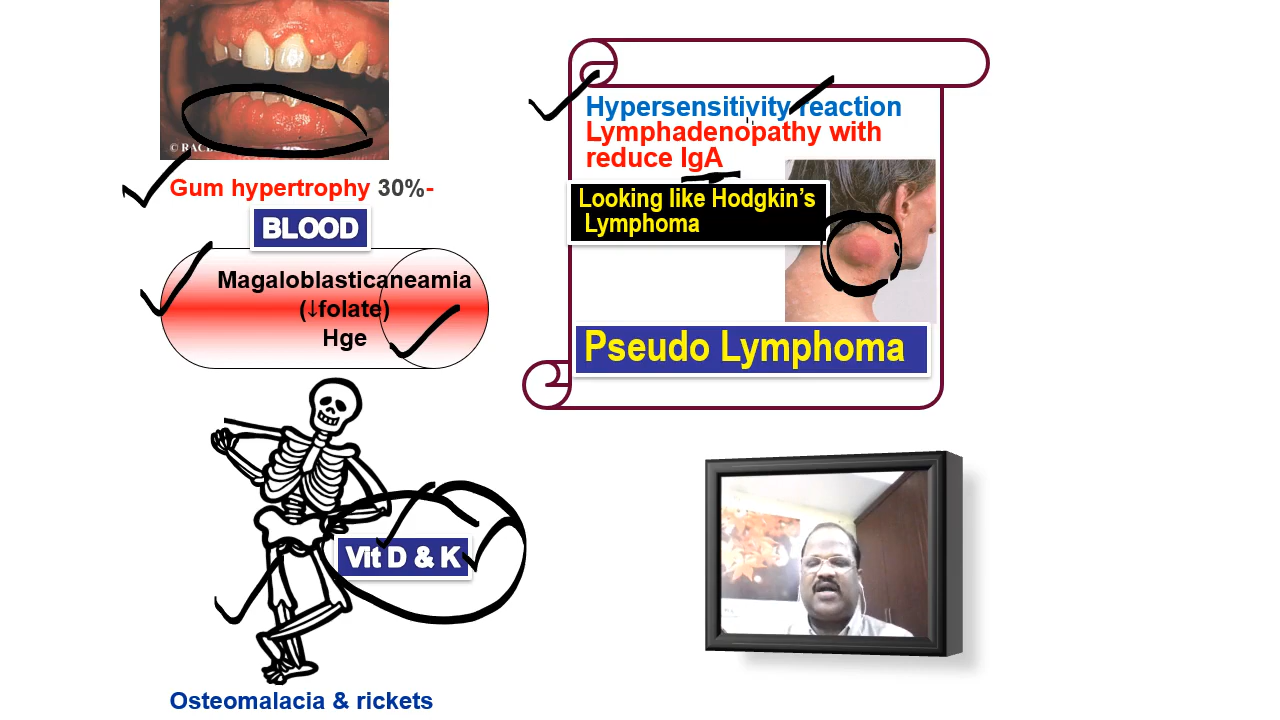 Gum hypertrophy 30%-
BLOOD
Magaloblasticaneamia
(↓folate)
Hge
Vit D & K
Osteomalacia & rickets
Hypersensitivity reaction
Lymphadenopathy with
reduce IgA
Looking like Hodgkin's
Lymphoma
Pseudo Lymphoma